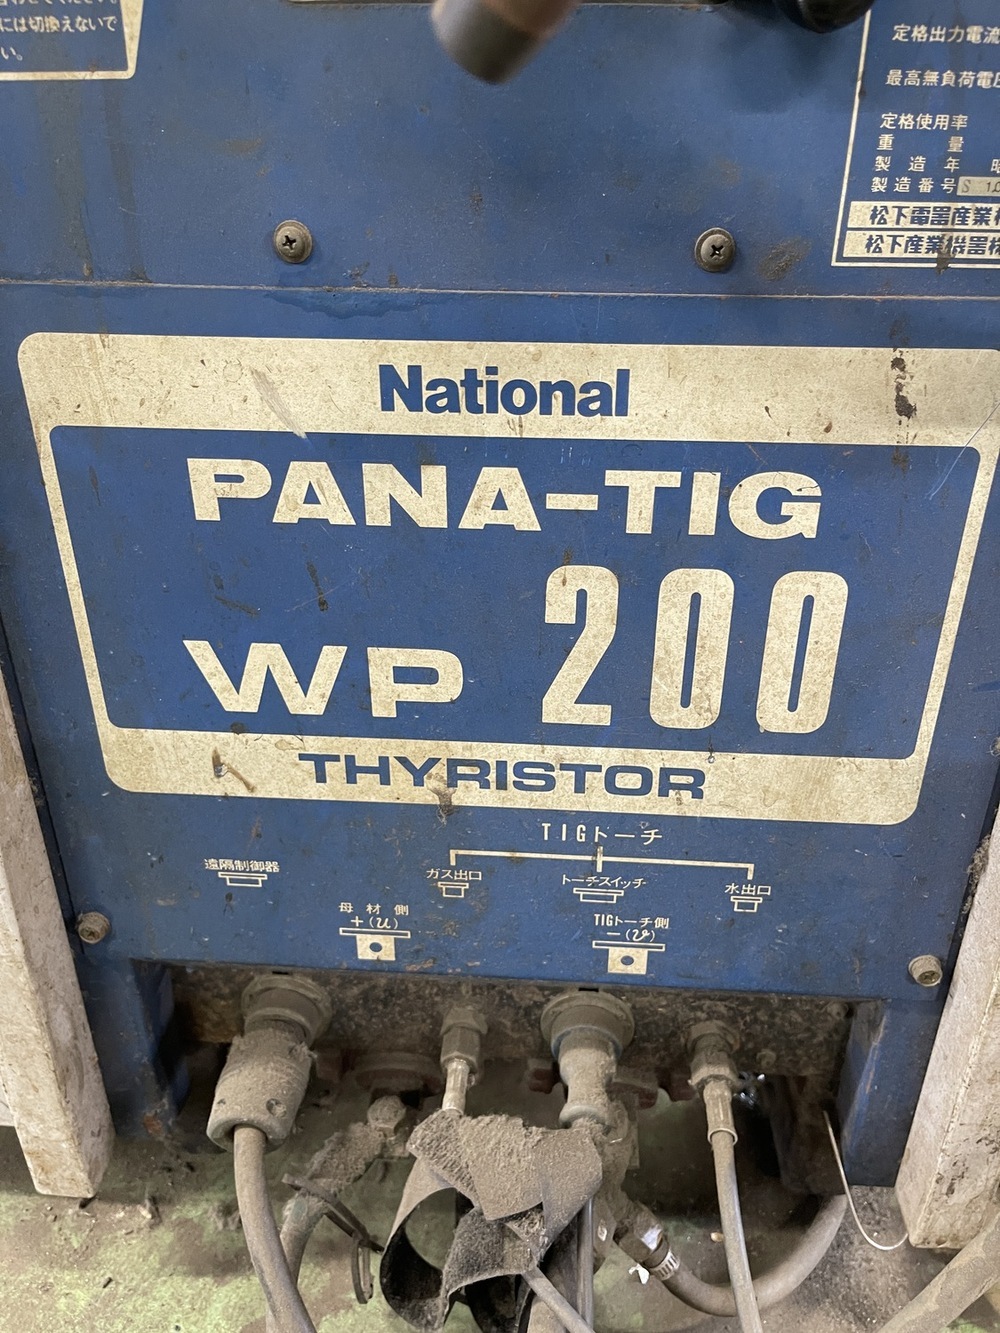 には切換えないで
い。
定格出力電流
最高無負荷電圧
定格使用率
重 量
製 造 年 昭
製造番号 S 1
松下電器産業
松下産業機器
National
PANA-TIG
WP 200
THYRISTOR
TIGトーチ
遠隔制御器
ガス出口
トーチスイッチ
水出口
母材側
+(U)
TIGトーチ側